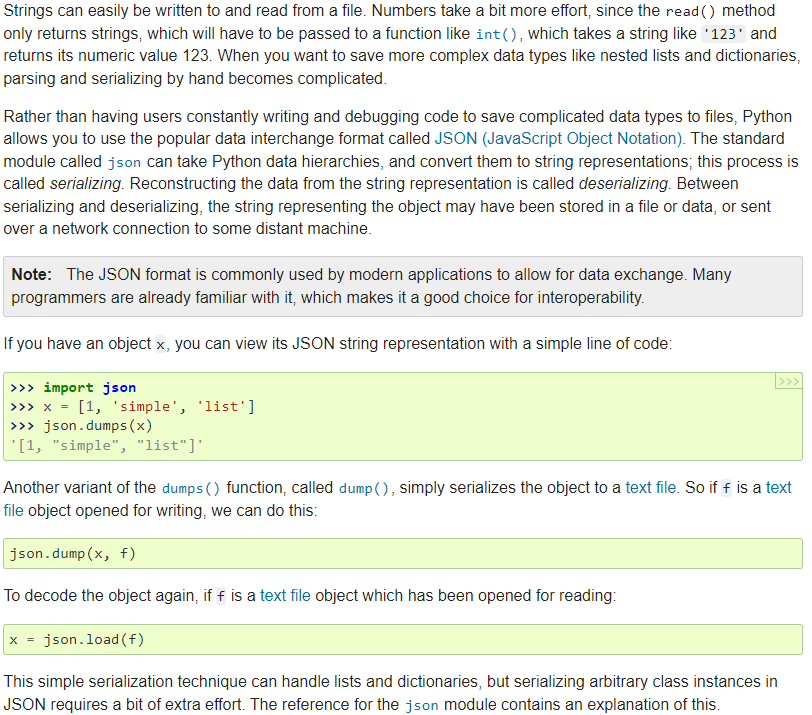 Strings can easily be written to and read from a file. Numbers take a bit more effort, since the read() method
only returns strings, which will have to be passed to a function like int(), which takes a string like '123' and
returns its numeric value 123. When you want to save more complex data types like nested lists and dictionaries,
parsing and serializing by hand becomes complicated.
Rather than having users constantly writing and debugging code to save complicated data types to files, Python
allows you to use the popular data interchange format called JSON (JavaScript Object Notation). The standard
module called json can take Python data hierarchies, and convert them to string representations; this process is
called serializing. Reconstructing the data from the string representation is called deserializing. Between
serializing and deserializing, the string representing the object may have been stored in a file or data, or sent
over a network connection to some distant machine.
Note: The JSON format is commonly used by modern applications to allow for data exchange. Many
programmers are already familiar with it, which makes it a good choice for interoperability.
If you have an object x, you can view its JSON string representation with a simple line of code:
>>>
>>> import json
>>> x = [1, 'simple', 'list']
>>> json.dumps(x)
'[1, "simple", "list"]'
Another variant of the dumps() function, called dump(), simply serializes the object to a text file. So if f is a text
file object opened for writing, we can do this:
json.dump(x, f)
To decode the object again, if f is a text file object which has been opened for reading:
x = json.load(f)
This simple serialization technique can handle lists and dictionaries, but serializing arbitrary class instances in
JSON requires a bit of extra effort. The reference for the json module contains an explanation of this.